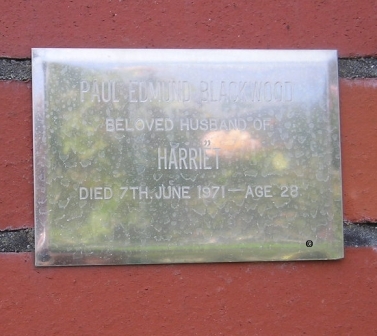 PAUL EDMUND BLACKWOOD
BELOVED HUSBAND OF
"HARRIET"
DIED 7TH. JUNE 1971 — AGE 28
©